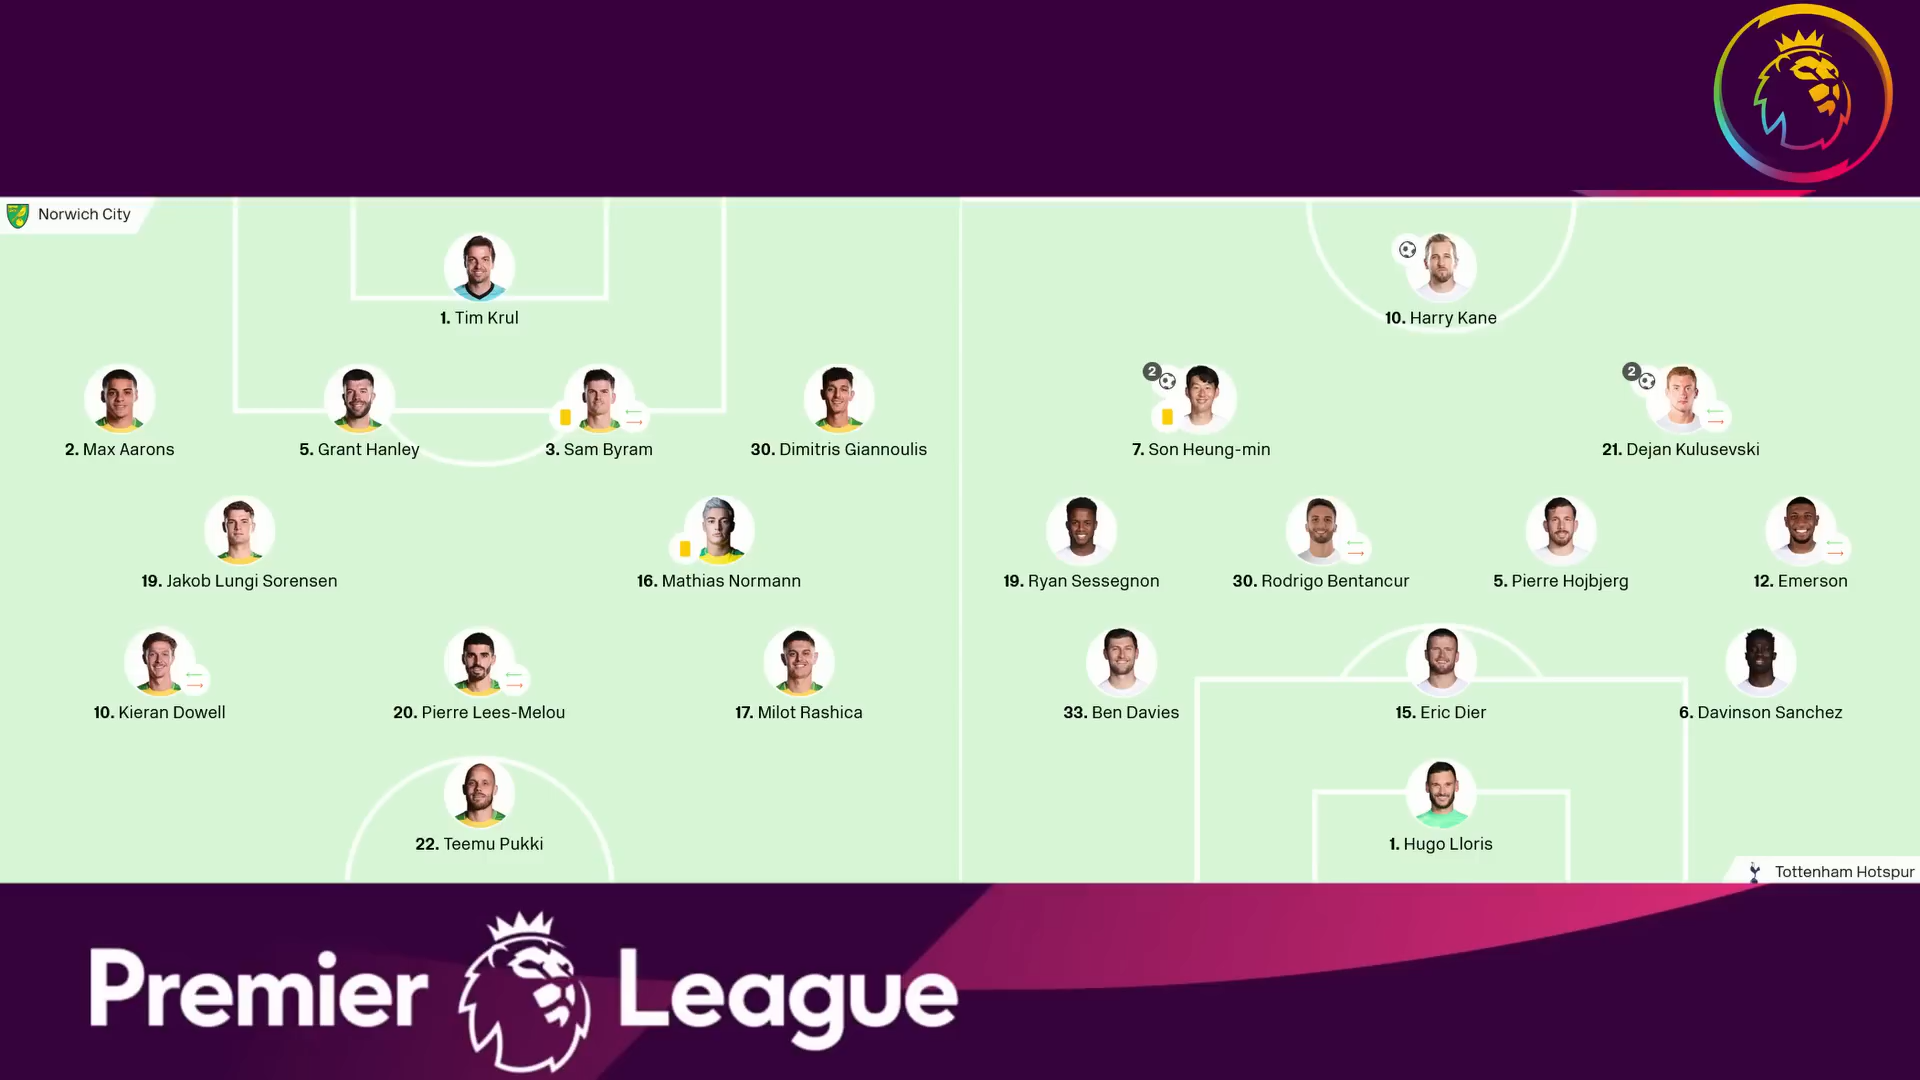 Norwich City
1. Tim Krul
2. Max Aarons
5. Grant Hanley
3. Sam Byram
30. Dimitris Giannoulis
19. Jakob Lungi Sorensen
16. Mathias Normann
10. Kieran Dowell
20. Pierre Lees-Melou
17. Milot Rashica
22. Teemu Pukki
10. Harry Kane
2
7. Son Heung-min
2
21. Dejan Kulusevski
19. Ryan Sessegnon
30. Rodrigo Bentancur
5. Pierre Hojbjerg
12. Emerson
33. Ben Davies
15. Eric Dier
6. Davinson Sanchez
1. Hugo Lloris
Tottenham Hotspur
Premier League